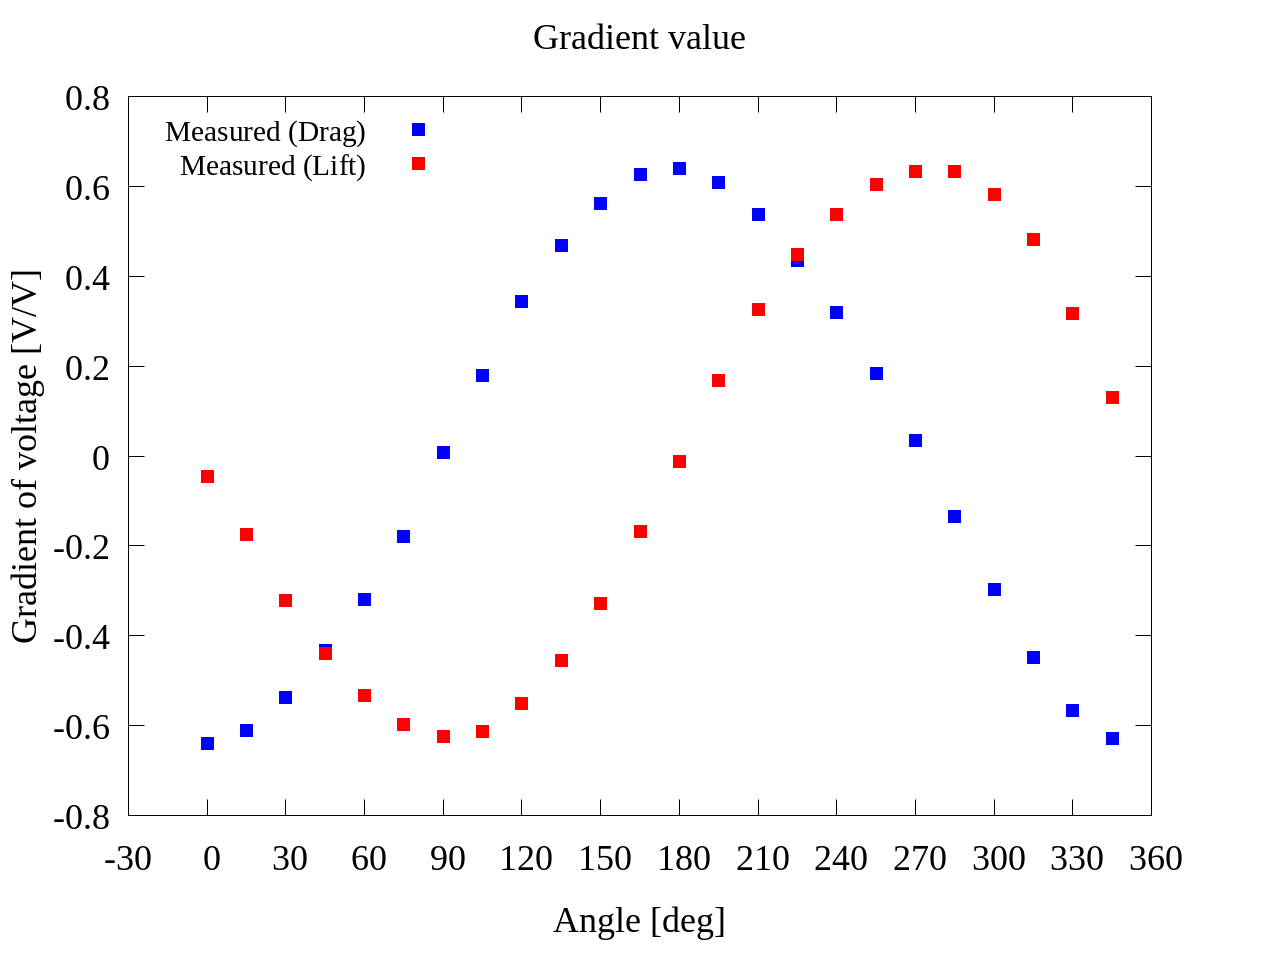 Gradient value
Measured (Drag)
Measured (Lift)
Gradient of voltage [V/V]
0.8
0.6
0.4
0.2
0
-0.2
-0.4
-0.6
-0.8
-30 0 30 60 90 120 150 180 210 240 270 300 330 360
Angle [deg]